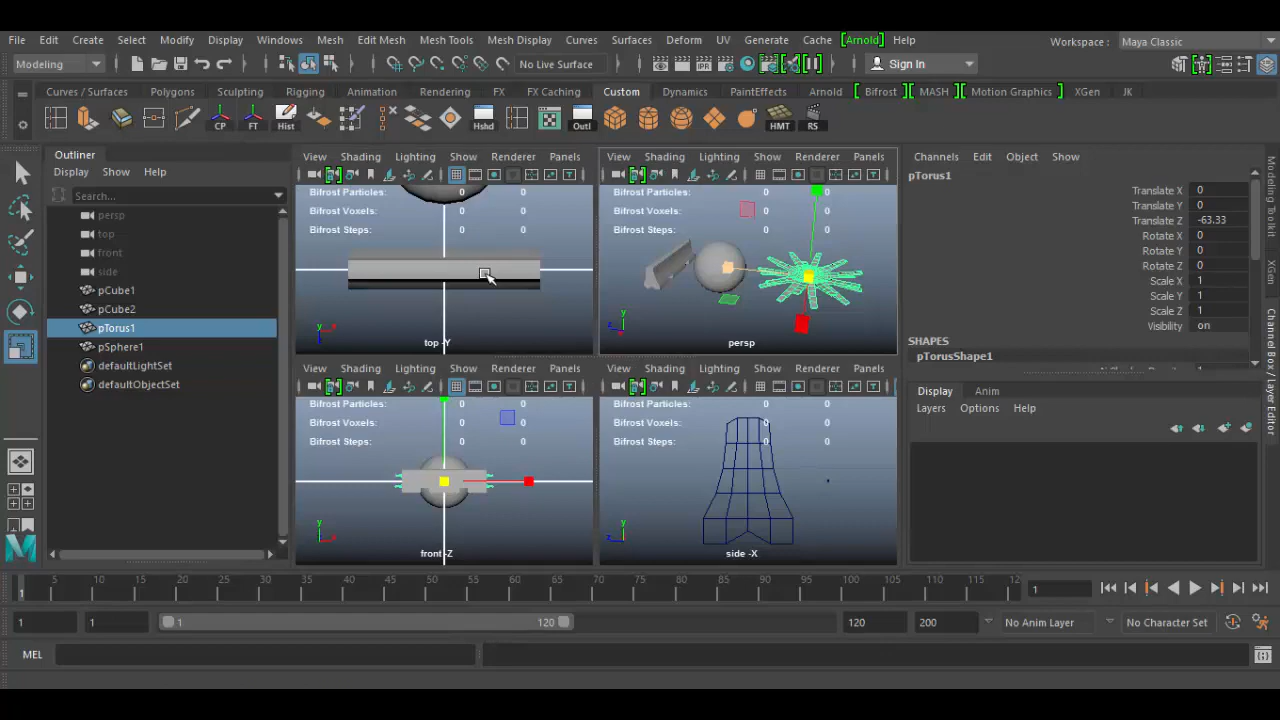 File Edit Create Select Modify Display Windows Mesh Edit Mesh Mesh Tools Mesh Display Curves Surfaces Deform UV Generate Cache [Arnold] Help
Workspace : Maya Classic
Modeling
No Live Surface
Sign In
Curves / Surfaces Polygons Sculpting Rigging Animation Rendering FX FX Caching Custom Dynamics PaintEffects Arnold [ Bifrost ] [ MASH ] [ Motion Graphics ] XGen JK
CP FT Hist Hshd Outl HMT RS
IPR
Outliner
Display Show Help
Search...
persp
top
front
side
pCube1
pCube2
pTorus1
pSphere1
defaultLightSet
defaultObjectSet
View Shading Lighting Show Renderer Panels
Bifrost Particles: 0 0
Bifrost Voxels: 0 0
Bifrost Steps: 0 0
top -Y
View Shading Lighting Show Renderer Panels
Bifrost Particles: 0 0
Bifrost Voxels: 0 0
Bifrost Steps: 0 0
persp
View Shading Lighting Show Renderer Panels
Bifrost Particles: 0 0
Bifrost Voxels: 0 0
Bifrost Steps: 0 0
front -Z
View Shading Lighting Show Renderer Panels
Bifrost Particles: 0 0
Bifrost Voxels: 0 0
Bifrost Steps: 0 0
side -X
Channels Edit Object Show
pTorus1
Translate X 0
Translate Y 0
Translate Z -63.33
Rotate X 0
Rotate Y 0
Rotate Z 0
Scale X 1
Scale Y 1
Scale Z 1
Visibility on
SHAPES
pTorusShape1
Display Anim
Layers Options Help
Modeling Toolkit
XGen
Channel Box / Layer Editor
1 5 10 15 20 25 30 35 40 45 50 55 60 65 70 75 80 85 90 95 100 105 110 115 12
1
1 1 1 120 120 200 No Anim Layer No Character Set
MEL